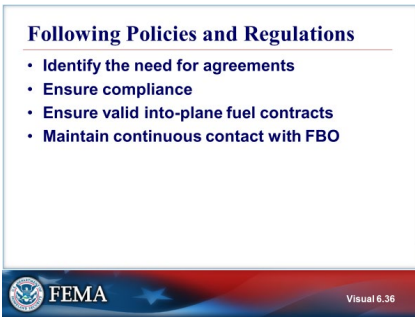 Following Policies and Regulations
• Identify the need for agreements
• Ensure compliance
• Ensure valid into-plane fuel contracts
• Maintain continuous contact with FBO
FEMA
Visual 6.36